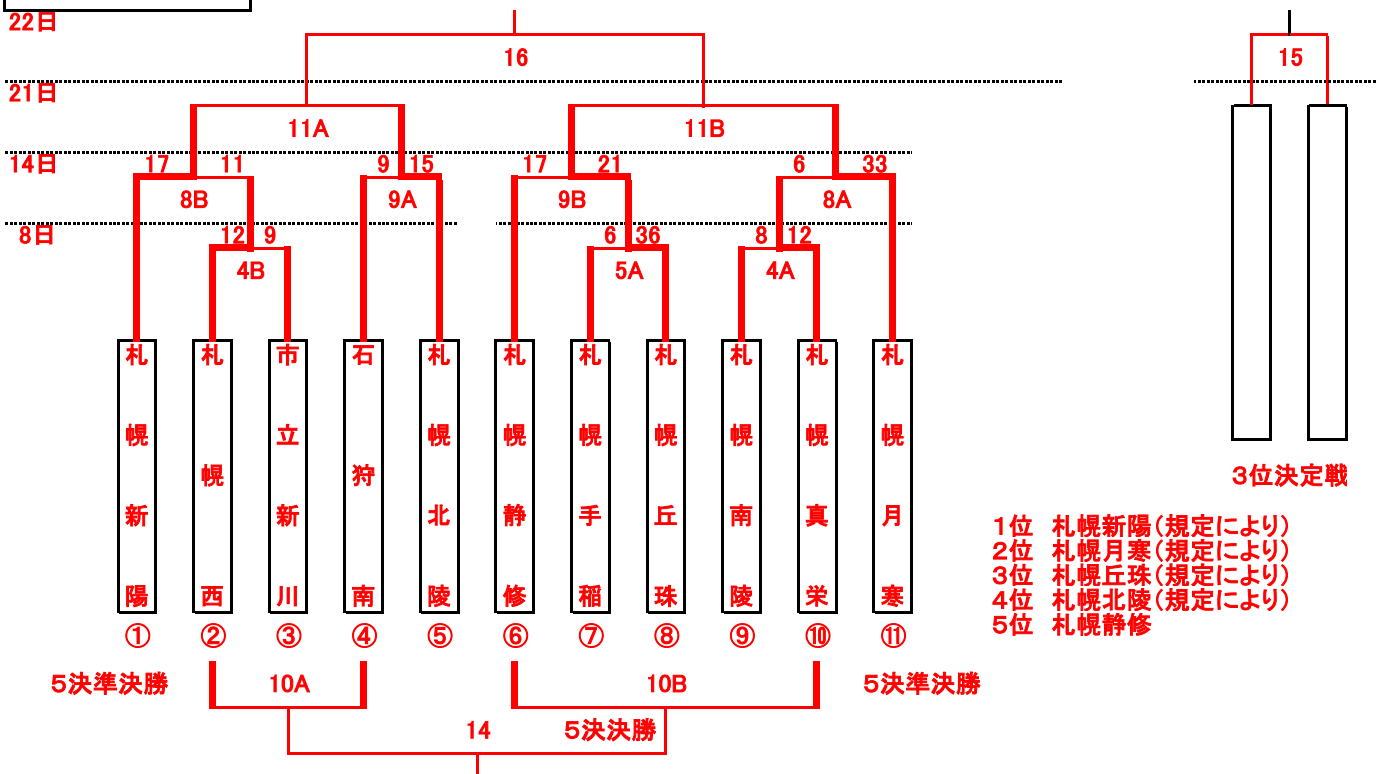 22日
16
15
21日
11A
11B
14日
17
11
9
15
17
21
6
33
8B
9A
9B
8A
8日
12
9
6
36
8
12
4B
5A
4A
札幌新陽
札幌西
市立新川
石狩南
札幌北陵
札幌静修
札幌手稲
札幌丘珠
札幌南陵
札幌真栄
札幌月寒
①
②
③
④
⑤
⑥
⑦
⑧
⑨
⑩
⑪
3位決定戦
1位 札幌新陽(規定により)
2位 札幌月寒(規定により)
3位 札幌丘珠(規定により)
4位 札幌北陵(規定により)
5位 札幌静修
5決準決勝
10A
10B
5決準決勝
14
5決決勝